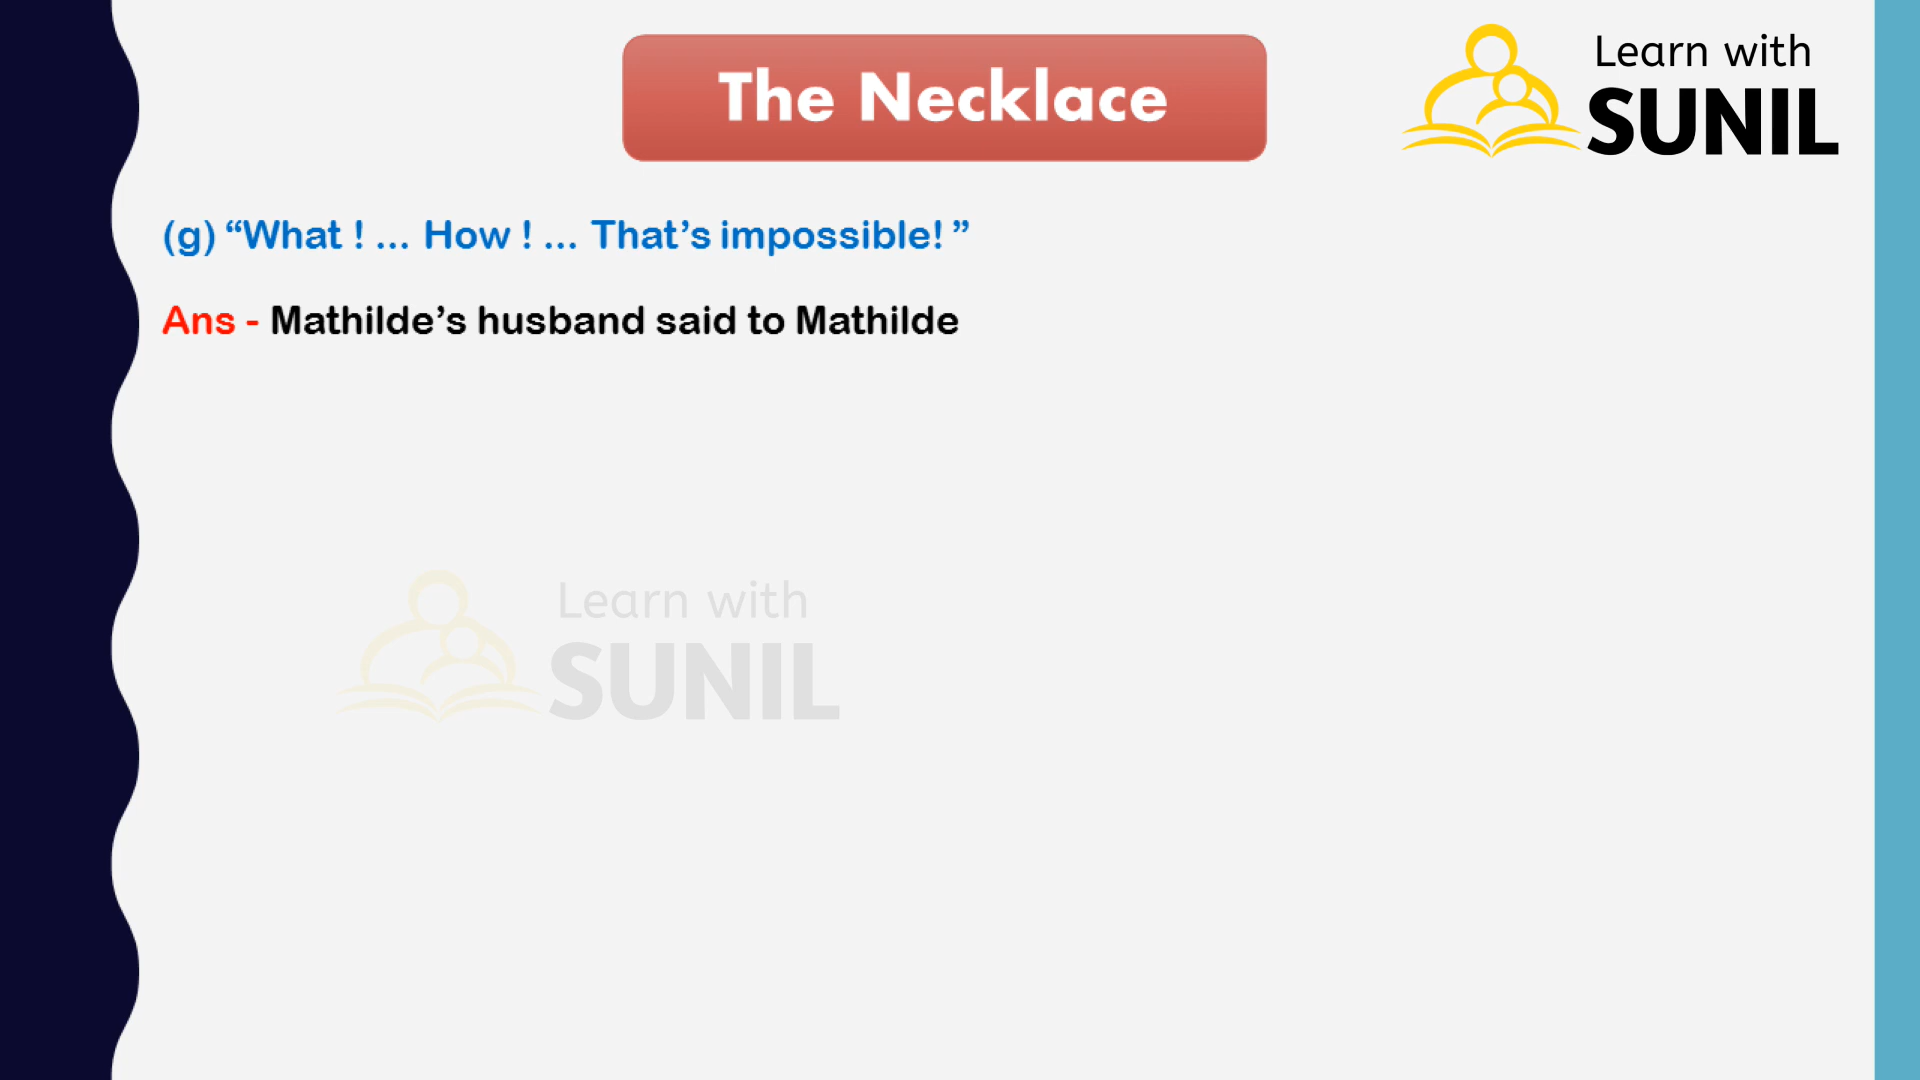 The Necklace
Learn with
SUNIL
(g) “What ! ... How ! ... That’s impossible! ”
Ans - Mathilde’s husband said to Mathilde
Learn with
SUNIL